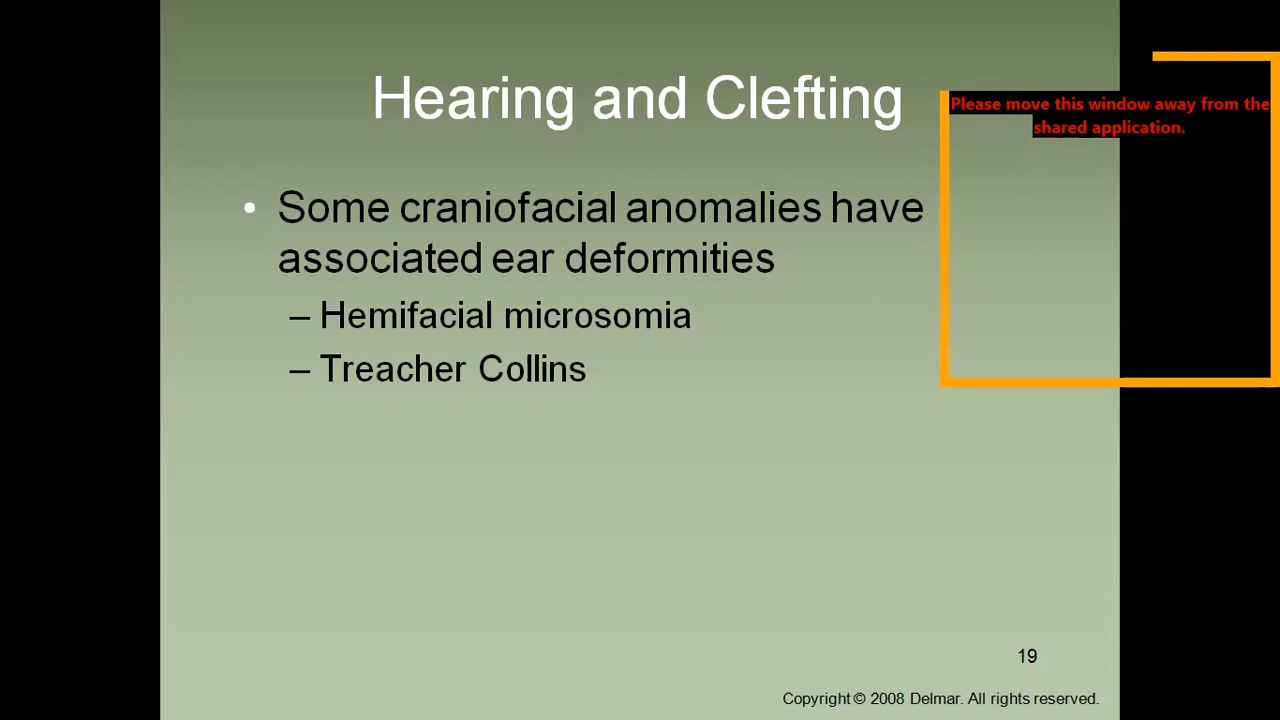 Hearing and Clefting
Please move this window away from the
shared application.
• Some craniofacial anomalies have
associated ear deformities
– Hemifacial microsomia
– Treacher Collins
19
Copyright © 2008 Delmar. All rights reserved.